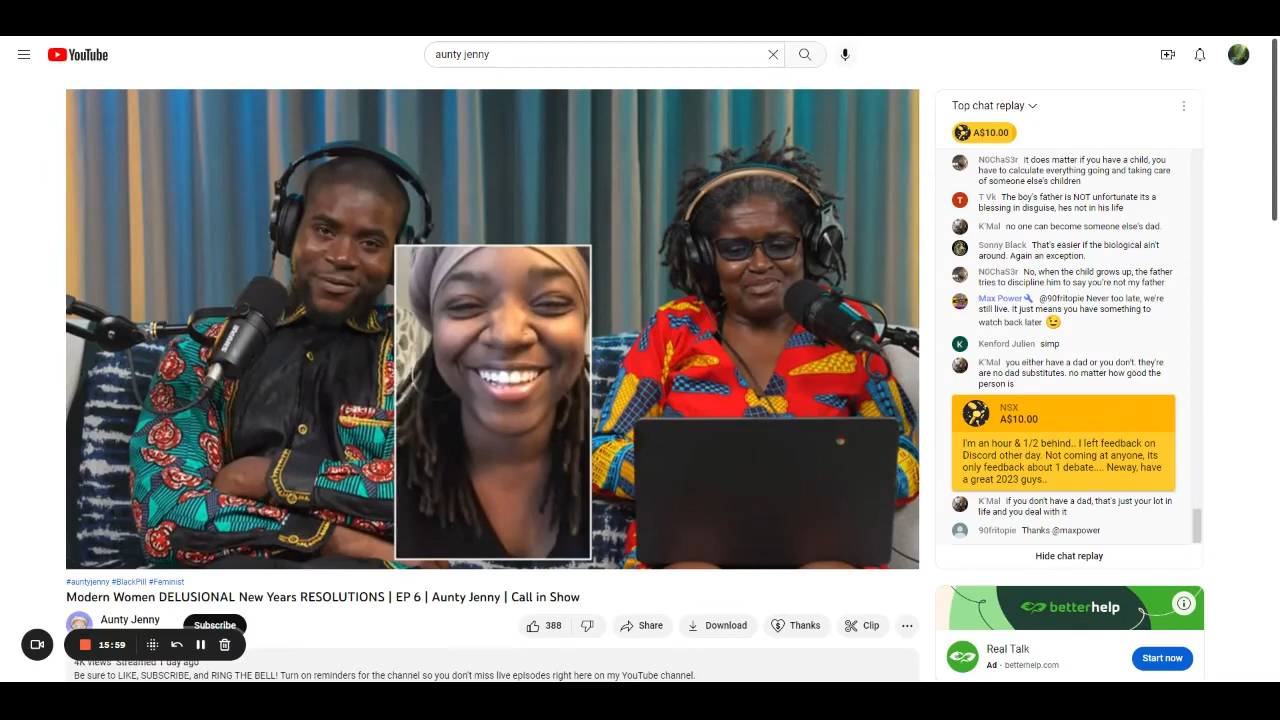 YouTube
aunty jenny
Top chat replay
A$10.00
N0ChaS3r It does matter if you have a child, you
have to calculate everything going and taking care
of someone else's children
T Vk The boy's father is NOT unfortunate its a
blessing in disguise, hes not in his life
K'Mal no one can become someone else's dad.
Sonny Black That's easier if the biological ain't
around. Again an exception.
N0ChaS3r No, when the child grows up, the father
tries to discipline him to say you're not my father
Max Power @90fritopie Never too late, we're
still live. It just means you have something to
watch back later
K Kenford Julien simp
K'Mal you either have a dad or you don't. they're
are no dad substitutes. no matter how good the
person is
NSX
A$10.00
I'm an hour & 1/2 behind.. I left feedback on
Discord other day. Not coming at anyone, its
only feedback about 1 debate.... Neway, have
a great 2023 guys..
K'Mal if you don't have a dad, that's just your lot in
life and you deal with it
90fritopie Thanks @maxpower
Hide chat replay
SHURE
#auntyjenny #BlackPill #Feminist
Modern Women DELUSIONAL New Years RESOLUTIONS | EP 6 | Aunty Jenny | Call in Show
Aunty Jenny
Subscribe
388
Share
Download
Thanks
Clip
15:59
4K views Streamed 1 day ago
Be sure to LIKE, SUBSCRIBE, and RING THE BELL! Turn on reminders for the channel so you don't miss live episodes right here on my YouTube channel.
betterhelp
Real Talk
Ad · betterhelp.com
Start now